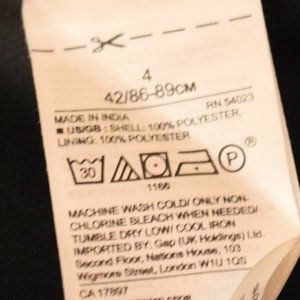 4
42/86-89CM
RN 54023
MADE IN INDIA
US/GB : SHELL: 100% POLYESTER.
LINING: 100% POLYESTER
30
P
1166
MACHINE WASH COLD/ ONLY NON-
CHLORINE BLEACH WHEN NEEDED/
TUMBLE DRY LOW/ COOL IRON
IMPORTED BY: Gap (UK Holdings) Ltd.
Second Floor, Nations House, 103
Wigmore Street, London W1U 1QS
CA 17897